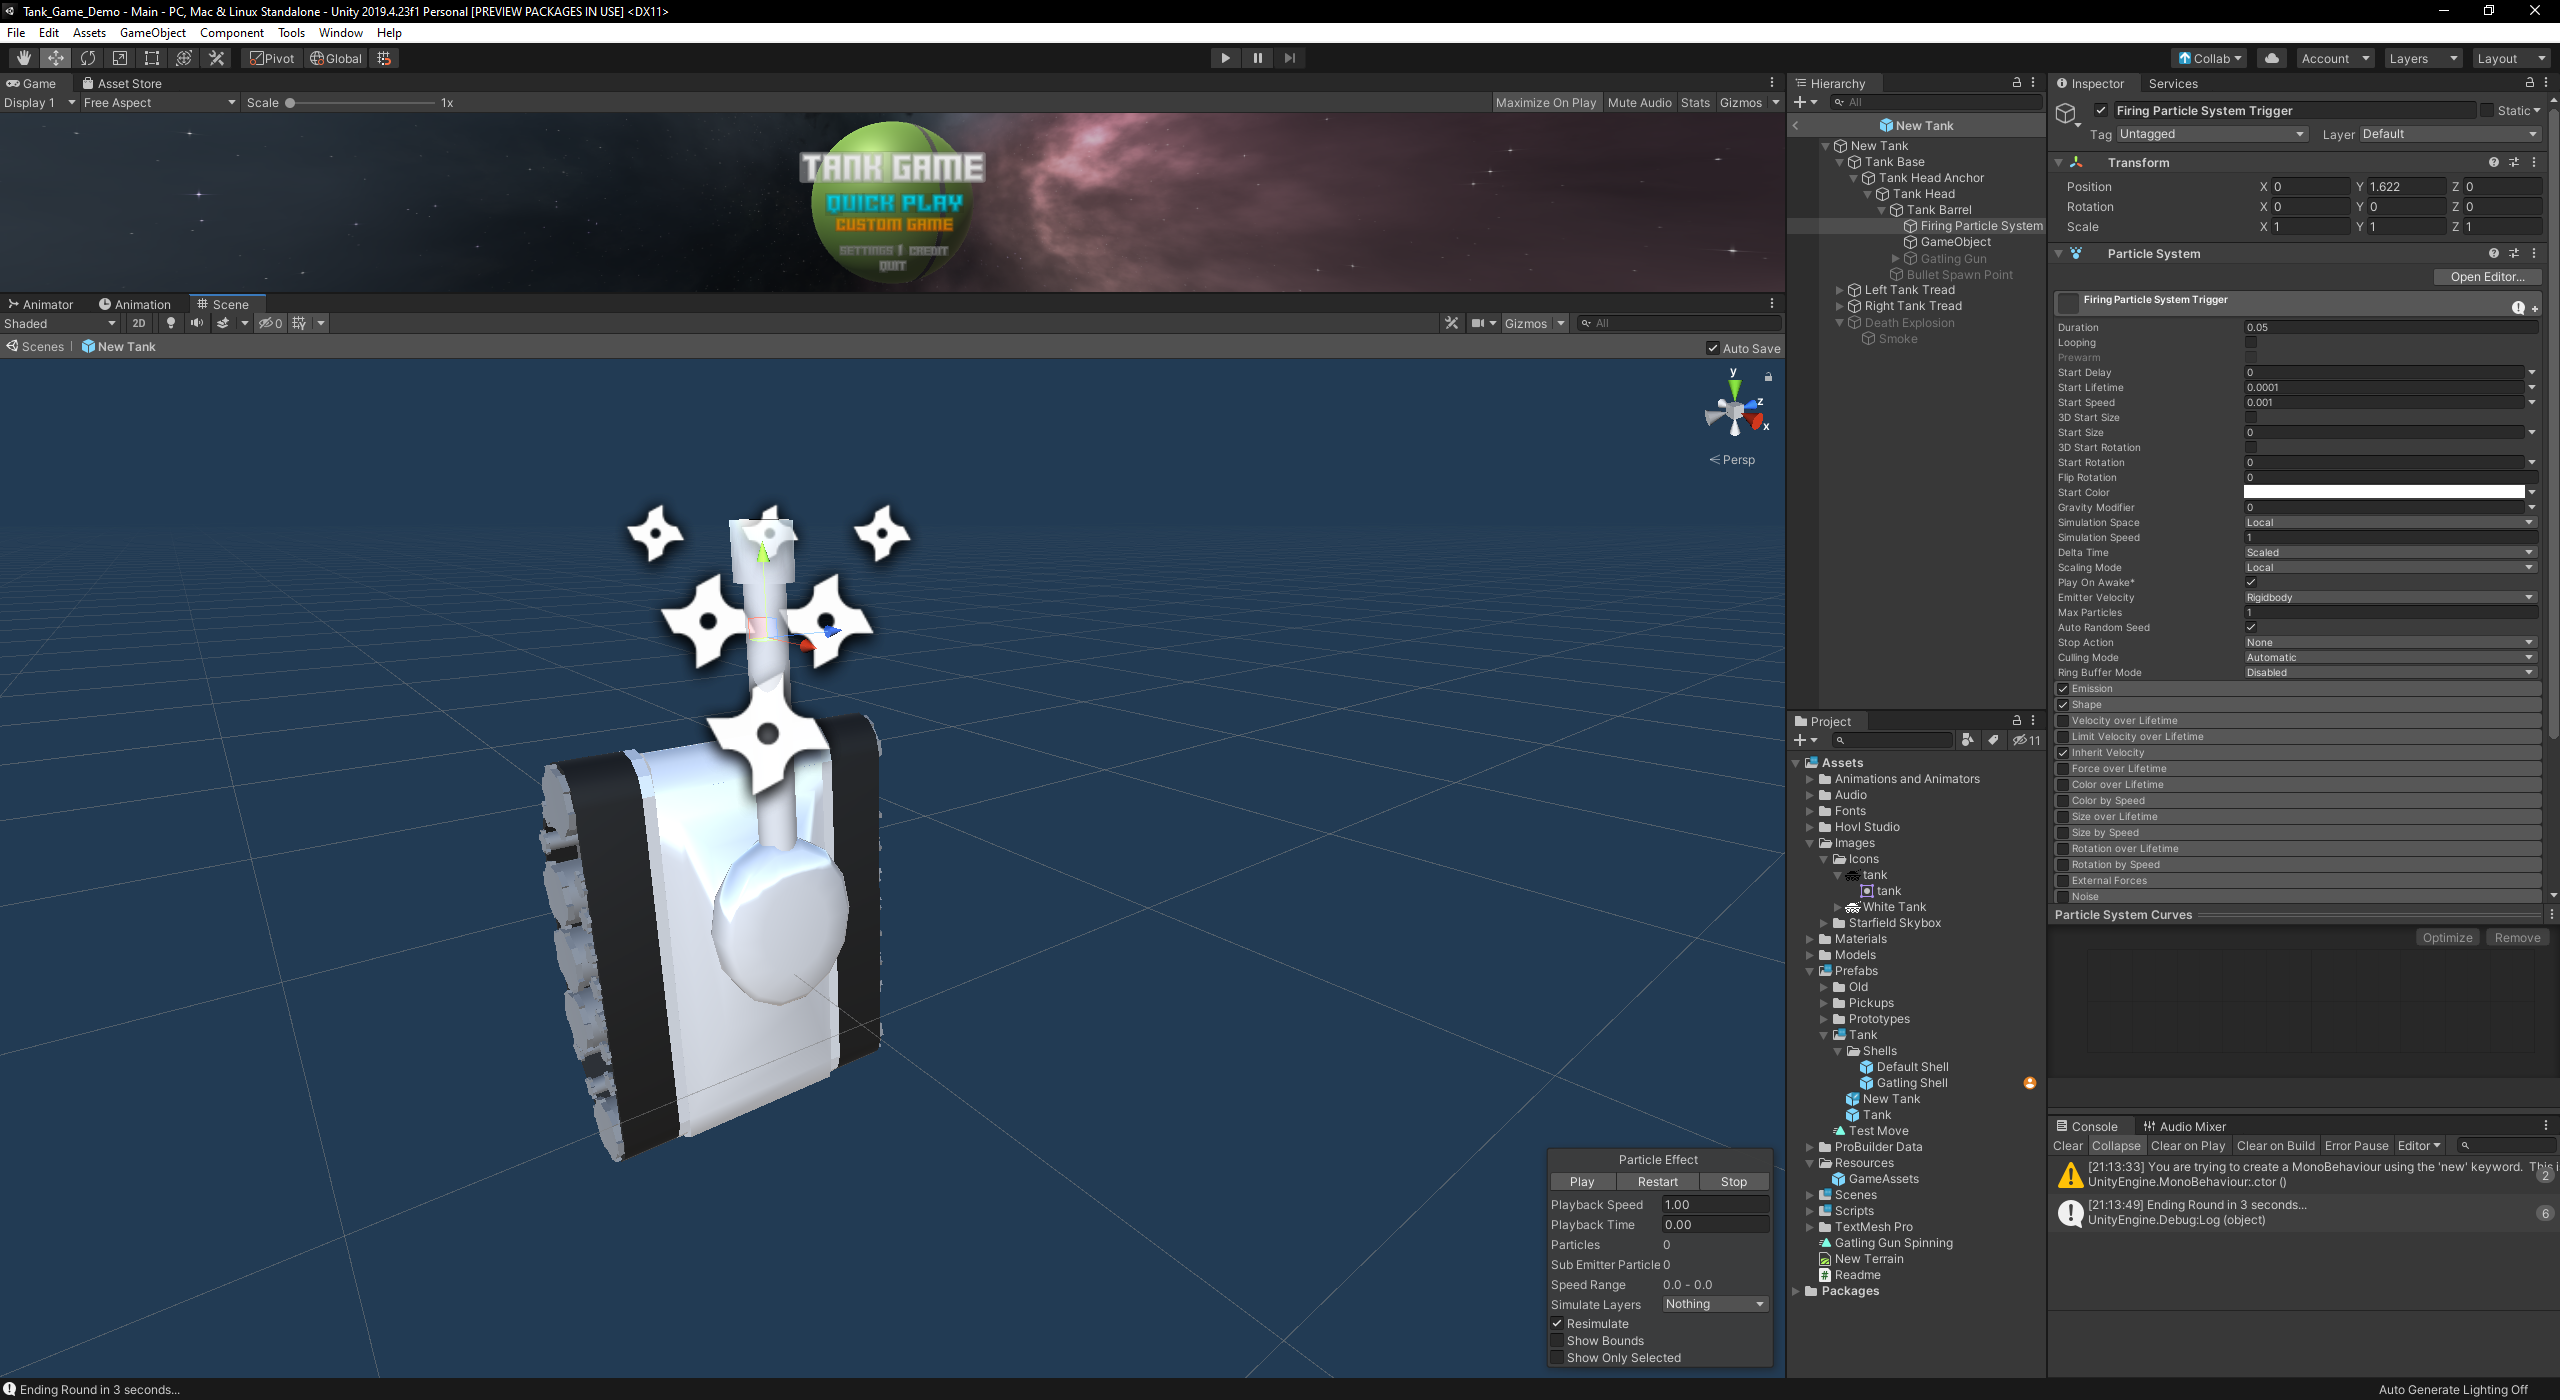 Tank_Game_Demo - Main - PC, Mac & Linux Standalone - Unity 2019.4.23f1 Personal [PREVIEW PACKAGES IN USE] <DX11>
File Edit Assets GameObject Component Tools Window Help
Pivot Global Collab Account Layers Layout
Game Asset Store
Display 1 Free Aspect Scale 1x Maximize On Play Mute Audio Stats Gizmos
TANK GAME
QUICK PLAY
CUSTOM GAME
SETTINGS | CREDIT
QUIT
Animator Animation Scene
Shaded 2D 0 Gizmos All
Scenes | New Tank Auto Save
y
z
x
Persp
Particle Effect
Play Restart Stop
Playback Speed 1.00
Playback Time 0.00
Particles 0
Sub Emitter Particle 0
Speed Range 0.0 - 0.0
Simulate Layers Nothing
Resimulate
Show Bounds
Show Only Selected
Hierarchy
All
New Tank
New Tank
Tank Base
Tank Head Anchor
Tank Head
Tank Barrel
Firing Particle System
GameObject
Gatling Gun
Bullet Spawn Point
Left Tank Tread
Right Tank Tread
Death Explosion
Smoke
Project
11
Assets
Animations and Animators
Audio
Fonts
Hovl Studio
Images
Icons
tank
tank
White Tank
Starfield Skybox
Materials
Models
Prefabs
Old
Pickups
Prototypes
Tank
Shells
Default Shell
Gatling Shell
New Tank
Tank
Test Move
ProBuilder Data
Resources
GameAssets
Scenes
Scripts
TextMesh Pro
Gatling Gun Spinning
New Terrain
Readme
Packages
Inspector Services
Firing Particle System Trigger Static
Tag Untagged Layer Default
Transform
Position X 0 Y 1.622 Z 0
Rotation X 0 Y 0 Z 0
Scale X 1 Y 1 Z 1
Particle System
Open Editor...
Firing Particle System Trigger
Duration 0.05
Looping
Prewarm
Start Delay 0
Start Lifetime 0.0001
Start Speed 0.001
3D Start Size
Start Size 0
3D Start Rotation
Start Rotation 0
Flip Rotation 0
Start Color
Gravity Modifier 0
Simulation Space Local
Simulation Speed 1
Delta Time Scaled
Scaling Mode Local
Play On Awake*
Emitter Velocity Rigidbody
Max Particles 1
Auto Random Seed
Stop Action None
Culling Mode Automatic
Ring Buffer Mode Disabled
Emission
Shape
Velocity over Lifetime
Limit Velocity over Lifetime
Inherit Velocity
Force over Lifetime
Color over Lifetime
Color by Speed
Size over Lifetime
Size by Speed
Rotation over Lifetime
Rotation by Speed
External Forces
Noise
Particle System Curves
Optimize Remove
Console Audio Mixer
Clear Collapse Clear on Play Clear on Build Error Pause Editor
[21:13:33] You are trying to create a MonoBehaviour using the 'new' keyword. This i
UnityEngine.MonoBehaviour:.ctor () 2
[21:13:49] Ending Round in 3 seconds...
UnityEngine.Debug:Log (object) 6
Ending Round in 3 seconds... Auto Generate Lighting Off